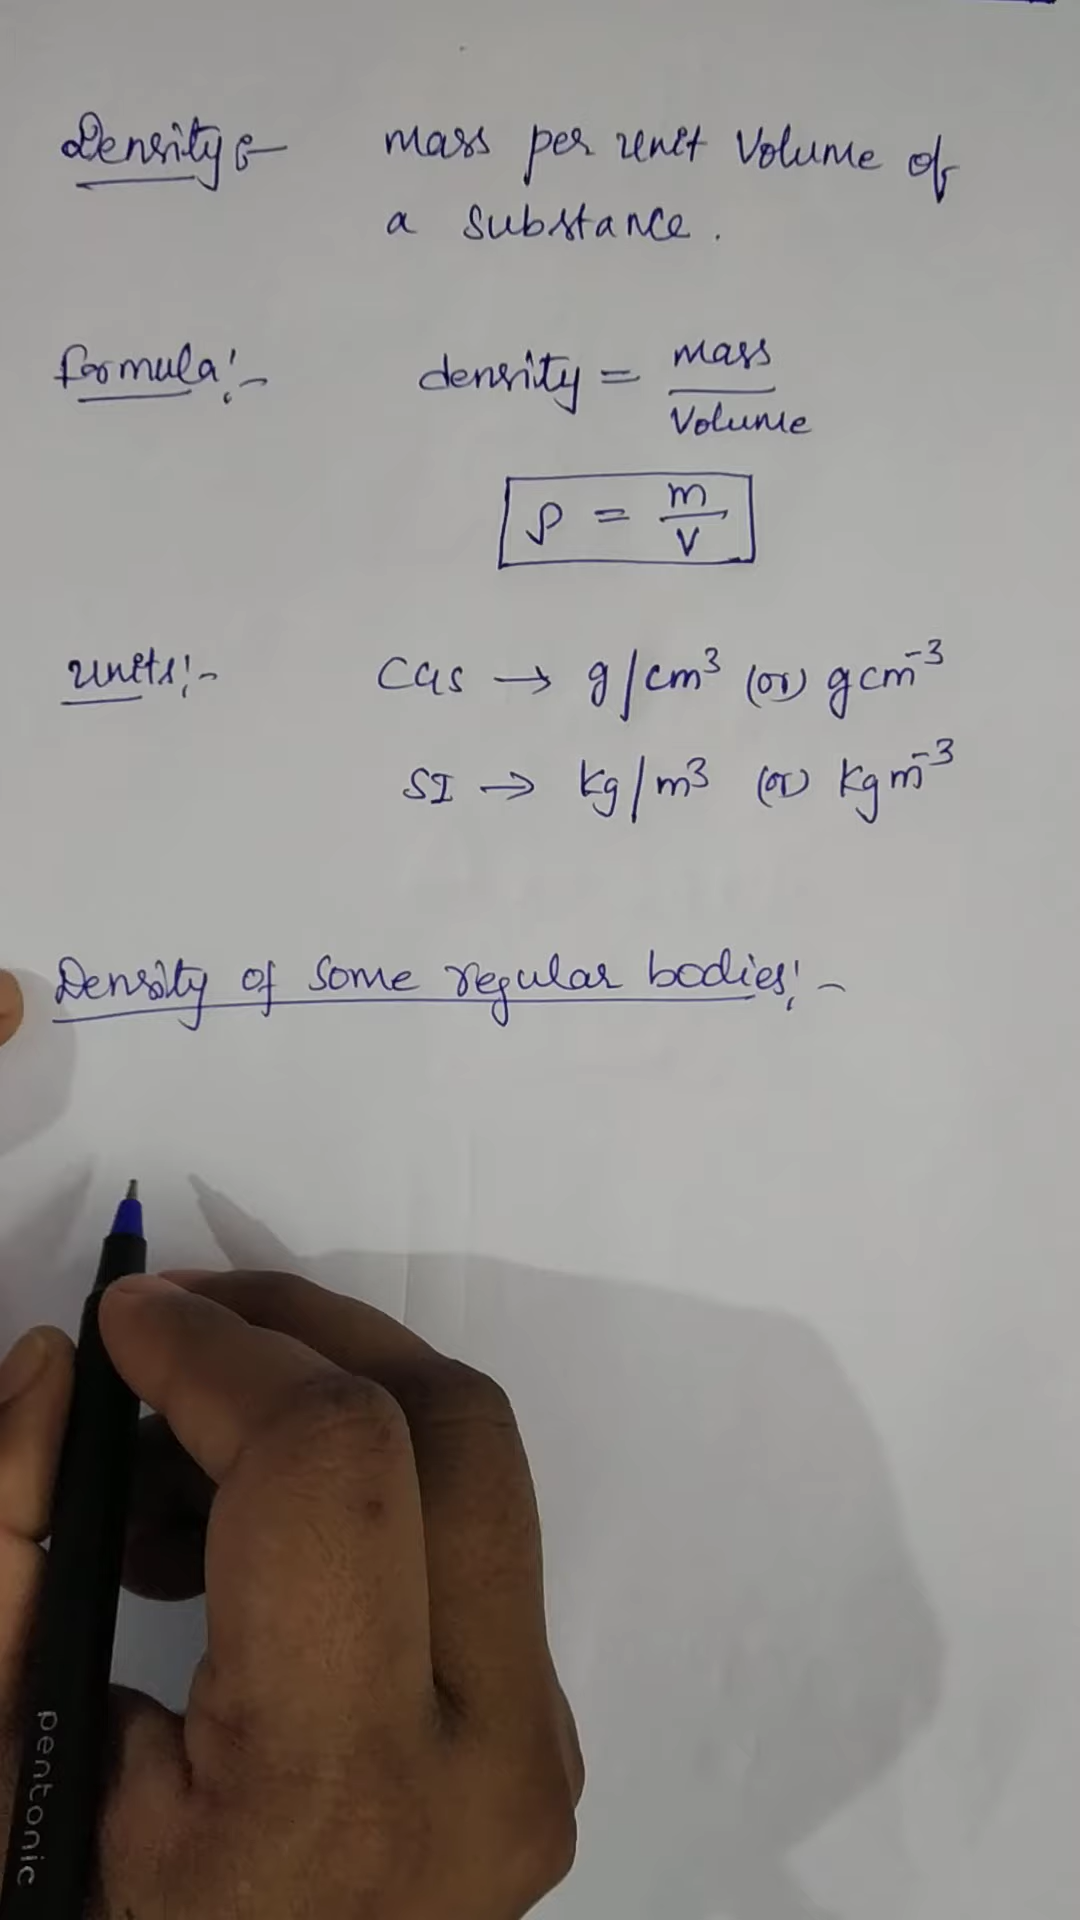 Density :- mass per unit Volume of
a substance.
formula :- density = mass / Volume
ρ = m / V
units :- CGS → g/cm³ (or) gcm⁻³
SI → kg/m³ (or) kgm⁻³
Density of some regular bodies :-
pentonic